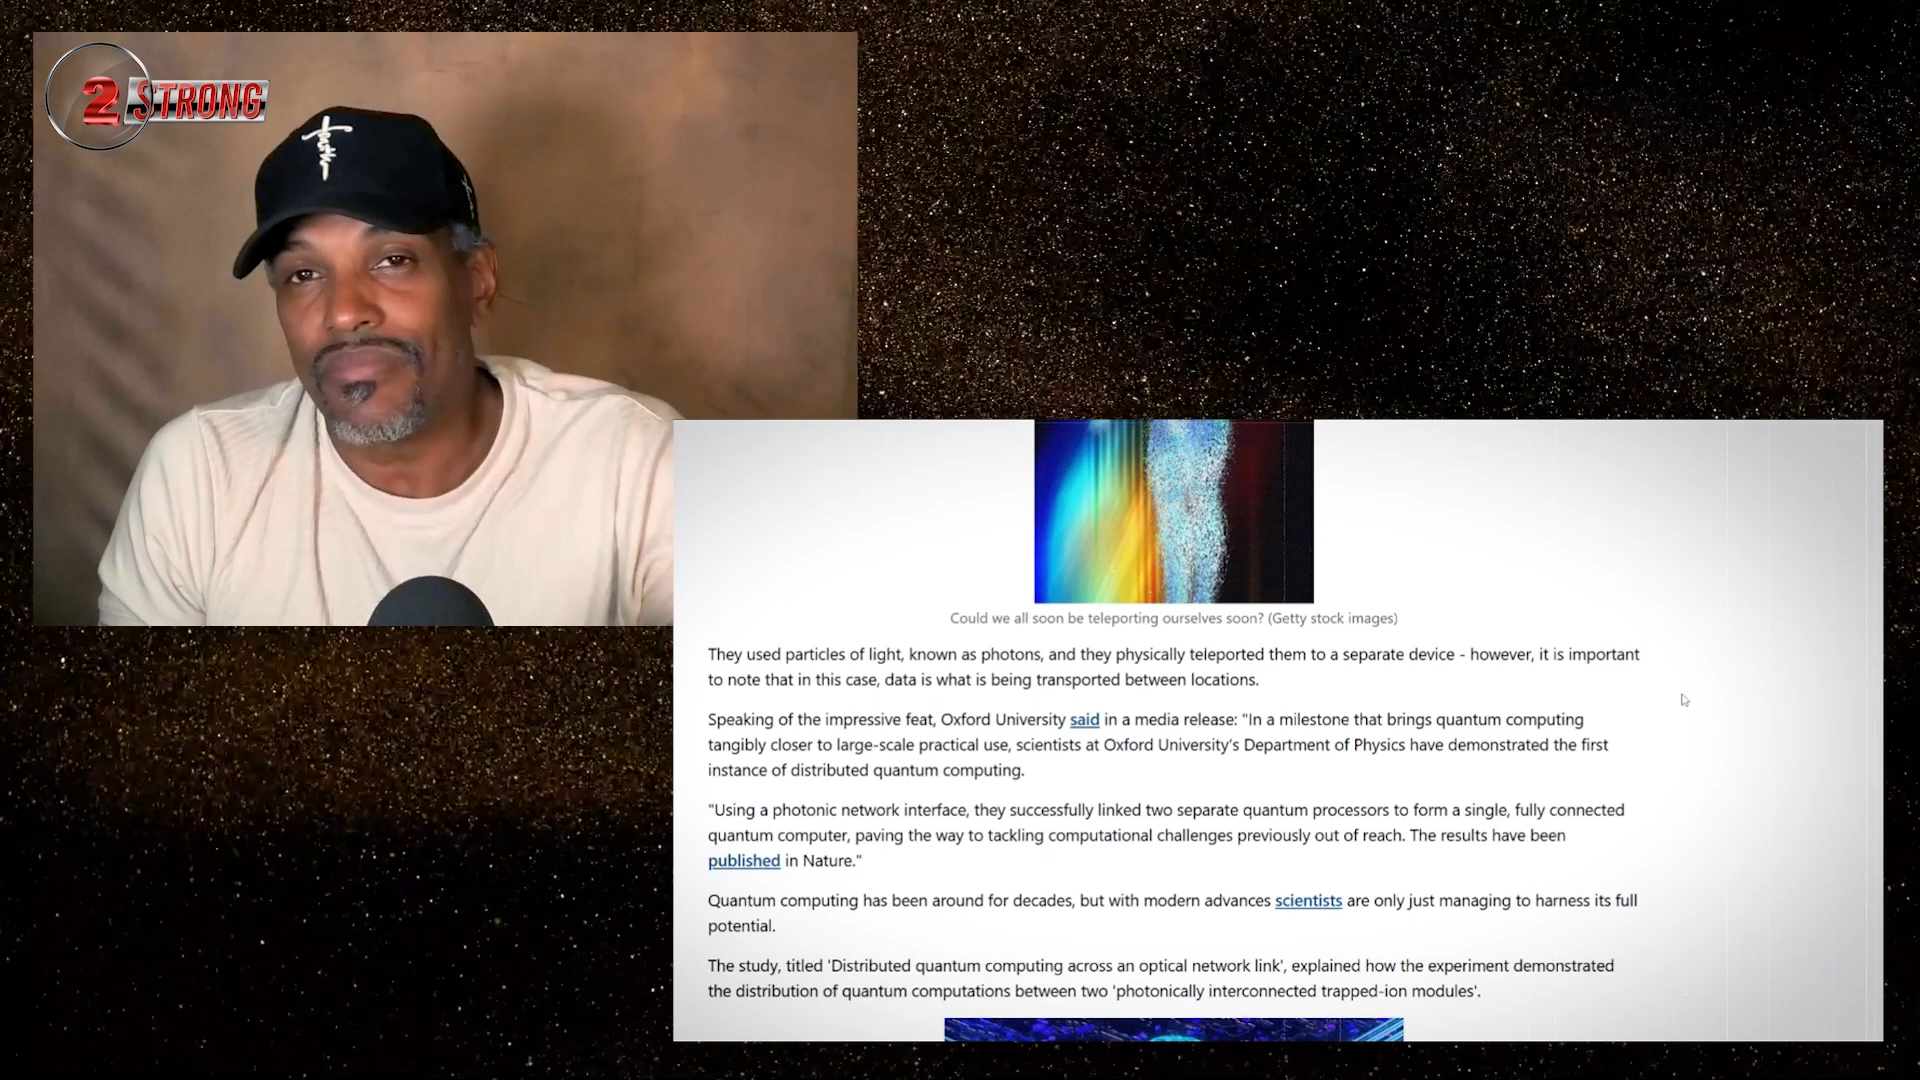 2 STRONG
faith
Could we all soon be teleporting ourselves soon? (Getty stock images)
They used particles of light, known as photons, and they physically teleported them to a separate device - however, it is important
to note that in this case, data is what is being transported between locations.
Speaking of the impressive feat, Oxford University said in a media release: "In a milestone that brings quantum computing
tangibly closer to large-scale practical use, scientists at Oxford University's Department of Physics have demonstrated the first
instance of distributed quantum computing.
"Using a photonic network interface, they successfully linked two separate quantum processors to form a single, fully connected
quantum computer, paving the way to tackling computational challenges previously out of reach. The results have been
published in Nature."
Quantum computing has been around for decades, but with modern advances scientists are only just managing to harness its full
potential.
The study, titled 'Distributed quantum computing across an optical network link', explained how the experiment demonstrated
the distribution of quantum computations between two 'photonically interconnected trapped-ion modules'.